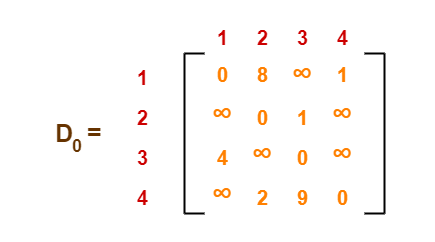 1 2 3 4
1 0 8 ∞ 1
2 ∞ 0 1 ∞
D₀ =
3 4 ∞ 0 ∞
4 ∞ 2 9 0